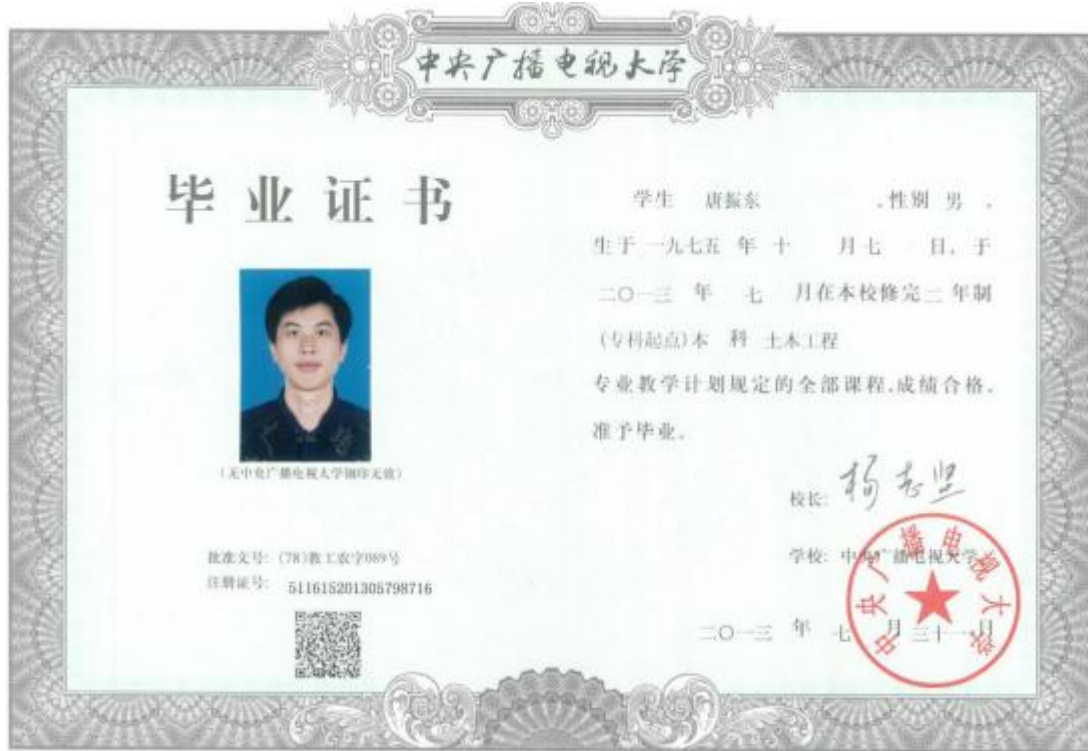 中央广播电视大学
毕业证书
(无中央广播电视大学钢印无效)
批准文号: (78)教工农字089号
注册证号: 511615201305798716
学生 唐振东 ,性别 男 ,
生于 一九七五 年 十 月 七 日, 于
二〇一三 年 七 月在本校修完二 年制
(专科起点)本 科 土木工程
专业教学计划规定的全部课程,成绩合格,
准予毕业。
校长: 杨志坚
学校: 中央广播电视大学
二〇一三 年 七 月 三十一 日
中央广播电视大学